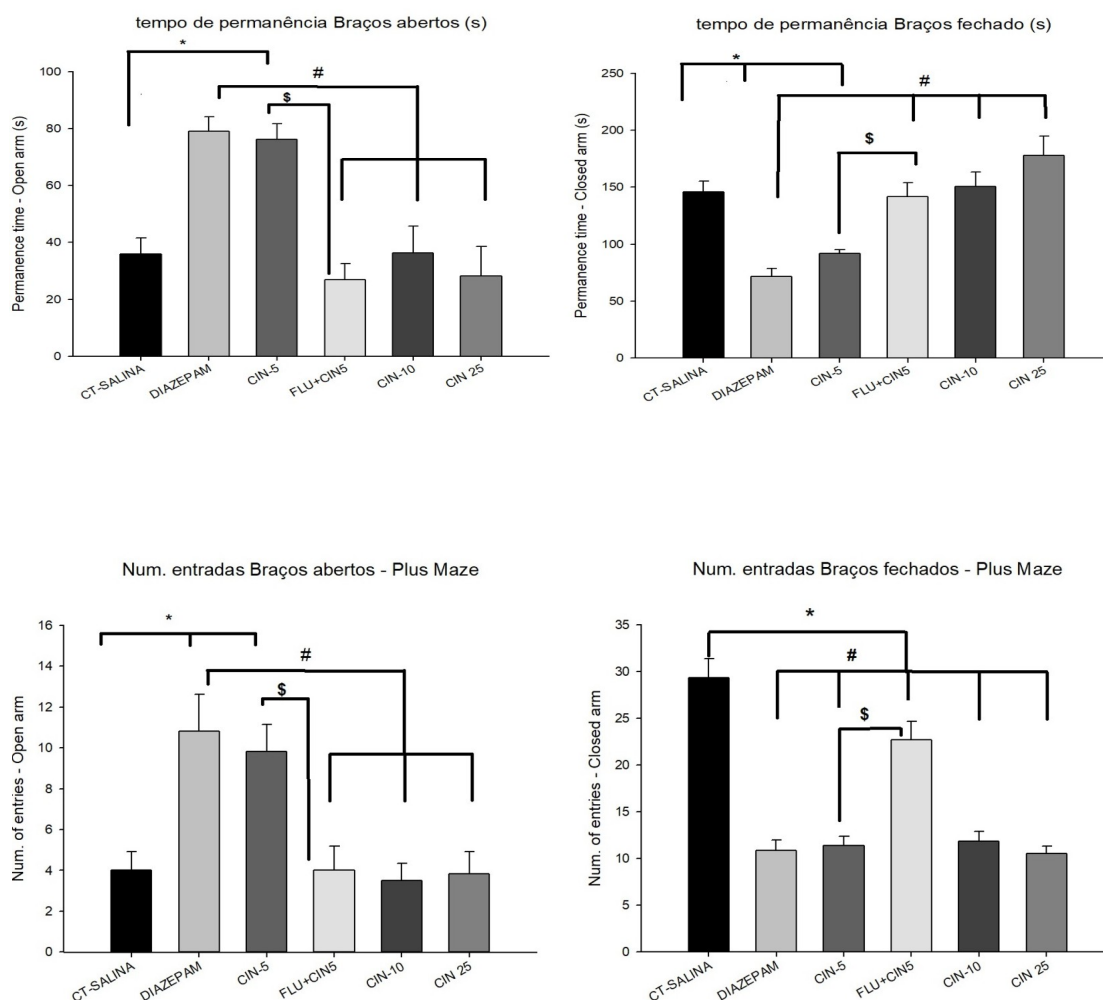 tempo de permanência Braços abertos (s)
*
#
$
100
80
60
40
20
0
Permanence time - Open arm (s)
CT-SALINA
DIAZEPAM
CIN-5
FLU+CIN5
CIN-10
CIN 25
tempo de permanência Braços fechado (s)
*
#
$
250
200
150
100
50
0
Permanence time - Closed arm (s)
CT-SALINA
DIAZEPAM
CIN-5
FLU+CIN5
CIN-10
CIN 25
Num. entradas Braços abertos - Plus Maze
*
#
$
16
14
12
10
8
6
4
2
0
Num. of entries - Open arm
CT-SALINA
DIAZEPAM
CIN-5
FLU+CIN5
CIN-10
CIN 25
Num. entradas Braços fechados - Plus Maze
*
#
$
35
30
25
20
15
10
5
0
Num. of entries - Closed arm
CT-SALINA
DIAZEPAM
CIN-5
FLU+CIN5
CIN-10
CIN 25